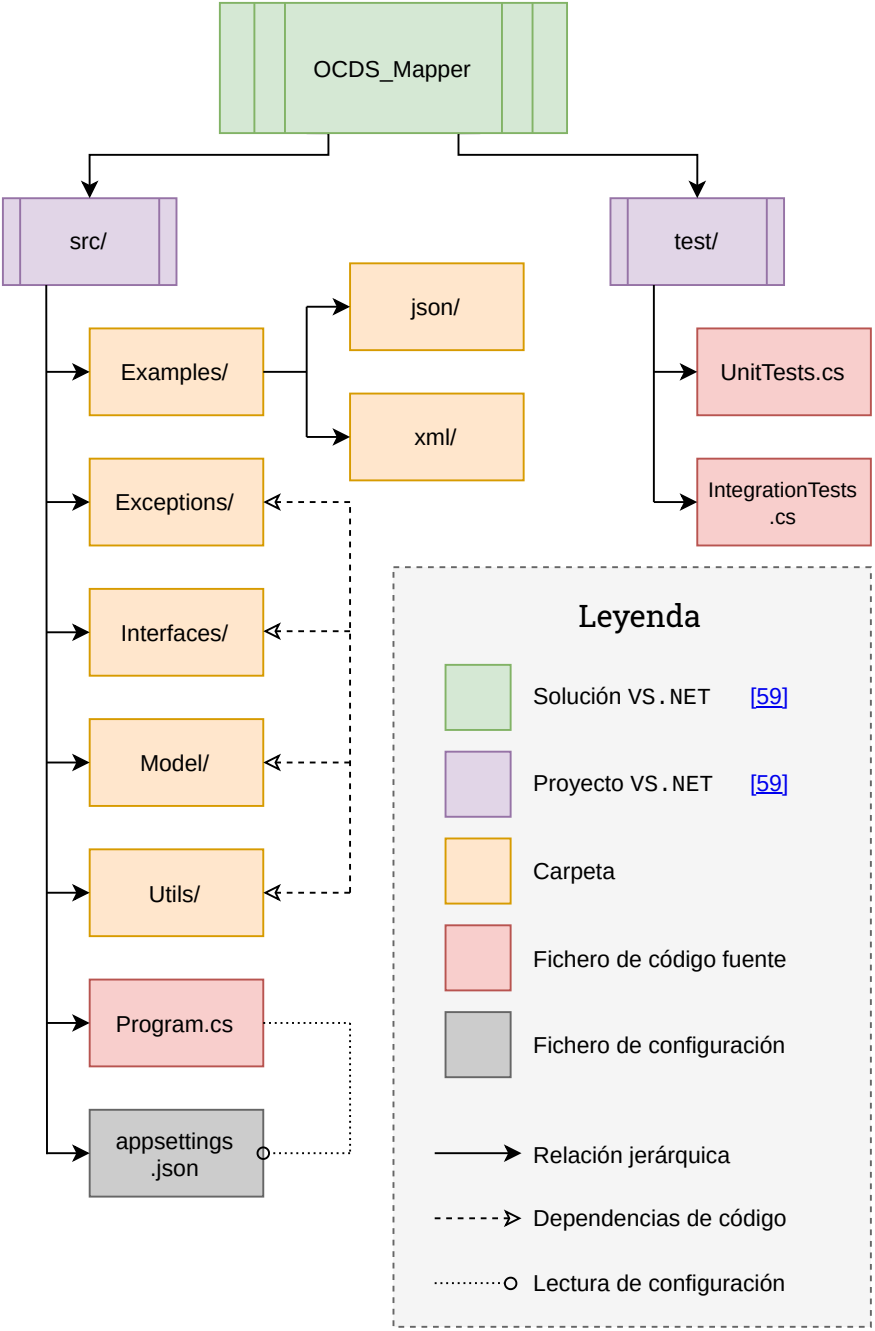 OCDS_Mapper
src/
test/
json/
Examples/
UnitTests.cs
xml/
Exceptions/
IntegrationTests
.cs
Interfaces/
Model/
Utils/
Program.cs
appsettings
.json
Leyenda
Solución VS.NET [59]
Proyecto VS.NET [59]
Carpeta
Fichero de código fuente
Fichero de configuración
Relación jerárquica
Dependencias de código
Lectura de configuración